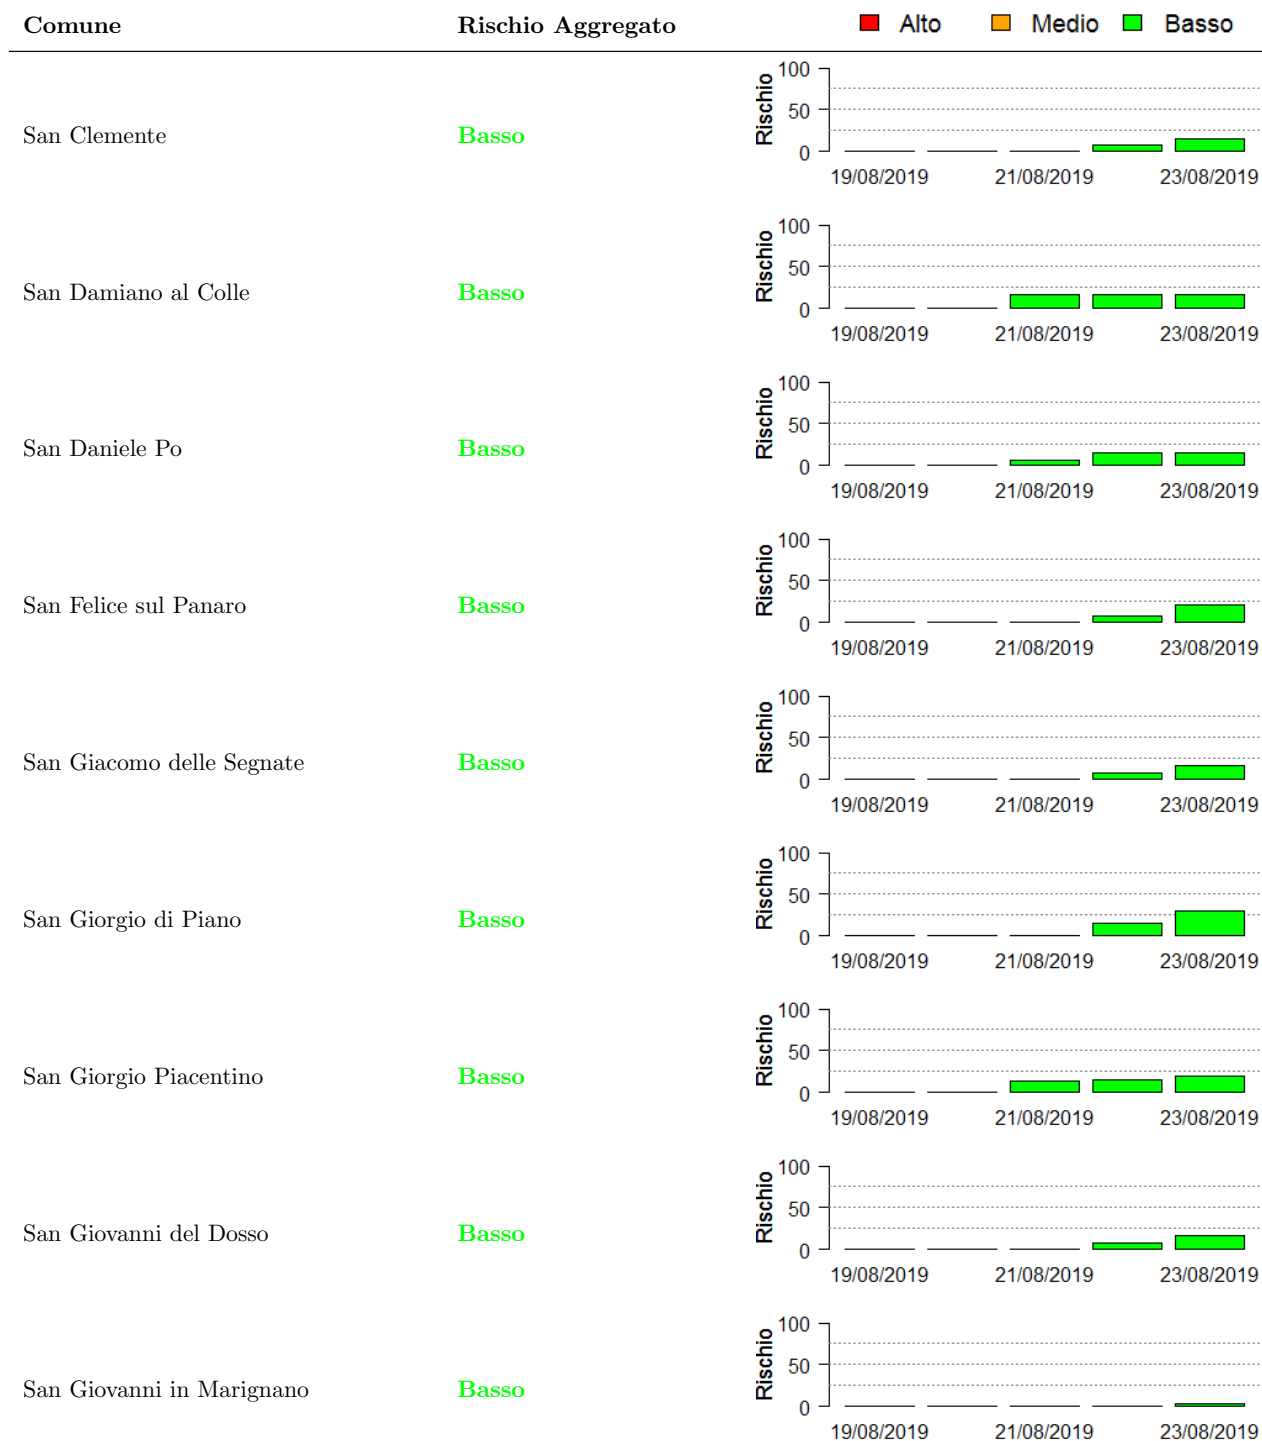 Comune Rischio Aggregato Alto Medio Basso
San Clemente Basso Rischio 100 50 0
19/08/2019 21/08/2019 23/08/2019
San Damiano al Colle Basso Rischio 100 50 0
19/08/2019 21/08/2019 23/08/2019
San Daniele Po Basso Rischio 100 50 0
19/08/2019 21/08/2019 23/08/2019
San Felice sul Panaro Basso Rischio 100 50 0
19/08/2019 21/08/2019 23/08/2019
San Giacomo delle Segnate Basso Rischio 100 50 0
19/08/2019 21/08/2019 23/08/2019
San Giorgio di Piano Basso Rischio 100 50 0
19/08/2019 21/08/2019 23/08/2019
San Giorgio Piacentino Basso Rischio 100 50 0
19/08/2019 21/08/2019 23/08/2019
San Giovanni del Dosso Basso Rischio 100 50 0
19/08/2019 21/08/2019 23/08/2019
San Giovanni in Marignano Basso Rischio 100 50 0
19/08/2019 21/08/2019 23/08/2019